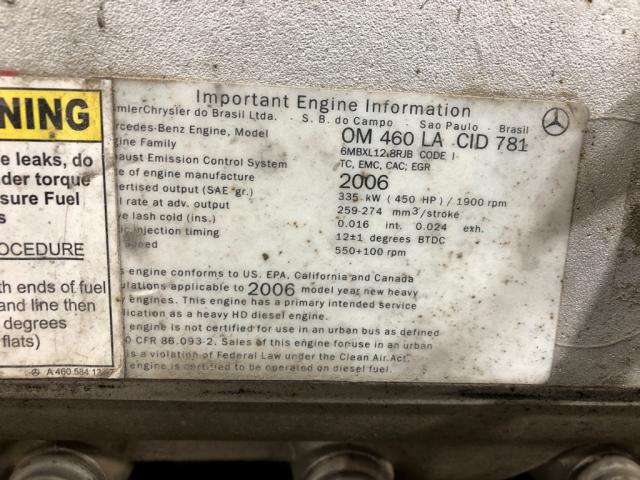 NING
e leaks, do
der torque
sure Fuel
s
OCEDURE
th ends of fuel
and line then
degrees
flats)
A 460 584 13
Important Engine Information
mlerChrysler do Brasil Ltda. - S. B. do Campo - Sao Paulo - Brasil
rcedes-Benz Engine, Model OM 460 LA CID 781
gine Family 6MBXL12.8RJB CODE I-
aust Emission Control System TC, EMC, CAC, EGR
e of engine manufacture 2006
ertised output (SAE gr.) 335 kW (450 HP) / 1900 rpm
l rate at adv. output 259-274 mm³/stroke
e lash cold (ins.) 0.016 int. 0.024 exh.
injection timing 12±1 degrees BTDC
speed 550+100 rpm
s engine conforms to US. EPA, California and Canada
ulations applicable to 2006 model year new heavy
y engines. This engine has a primary intended service
lication as a heavy HD diesel engine.
engine is not certified for use in an urban bus as defined
0 CFR 86.093-2. Sales of this engine for use in an urban
is a violation of Federal Law under the Clean Air Act.
engine is certified to be operated on diesel fuel.